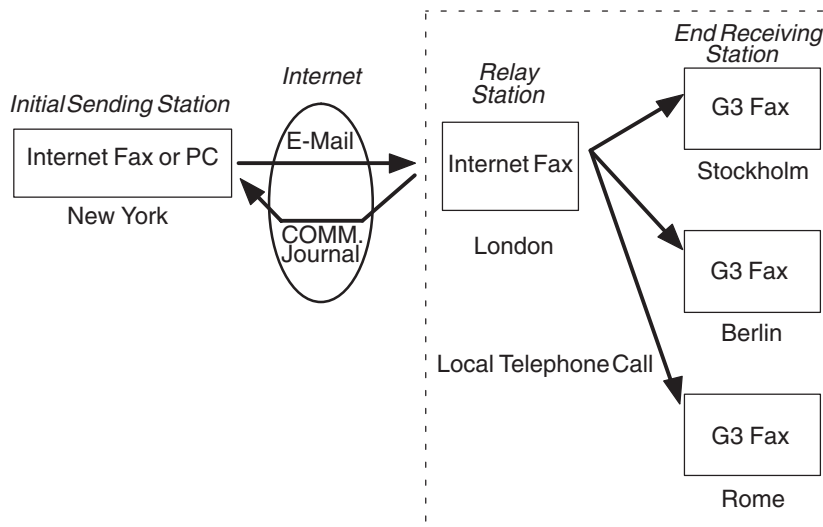 Initial Sending Station
Internet Fax or PC
New York
Internet
E-Mail
COMM.
Journal
Relay
Station
Internet Fax
London
Local Telephone Call
End Receiving
Station
G3 Fax
Stockholm
G3 Fax
Berlin
G3 Fax
Rome